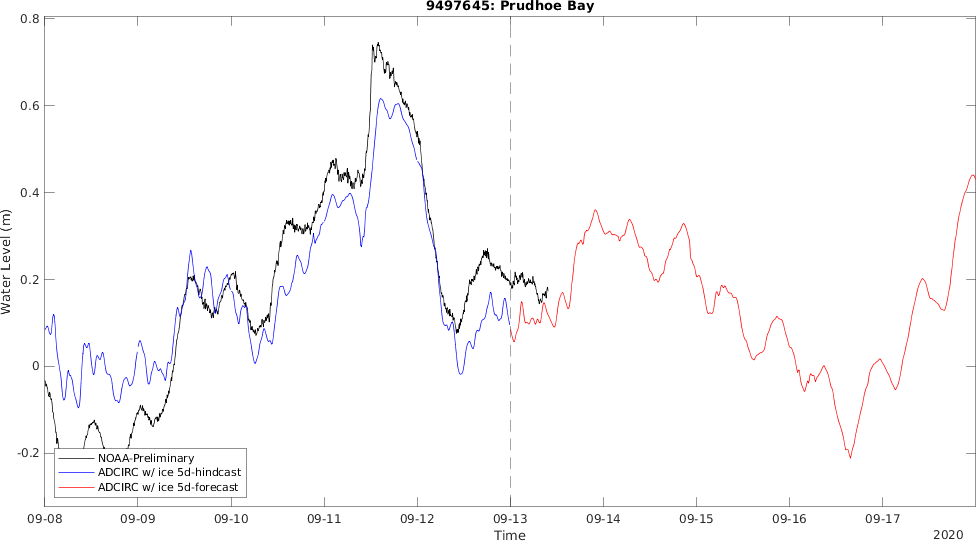 9497645: Prudhoe Bay
0.8
0.6
0.4
0.2
0
-0.2
Water Level (m)
NOAA-Preliminary
ADCIRC w/ ice 5d-hindcast
ADCIRC w/ ice 5d-forecast
09-08 09-09 09-10 09-11 09-12 09-13 09-14 09-15 09-16 09-17
Time
2020